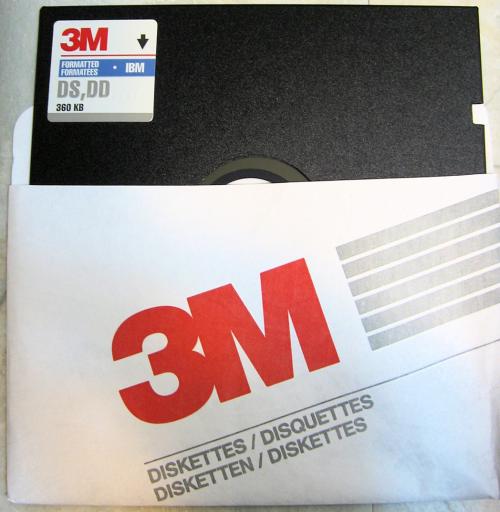 3M
FORMATTED
FORMATEES • IBM
DS,DD
360 KB
3M
DISKETTES / DISQUETTES
DISKETTEN / DISKETTES